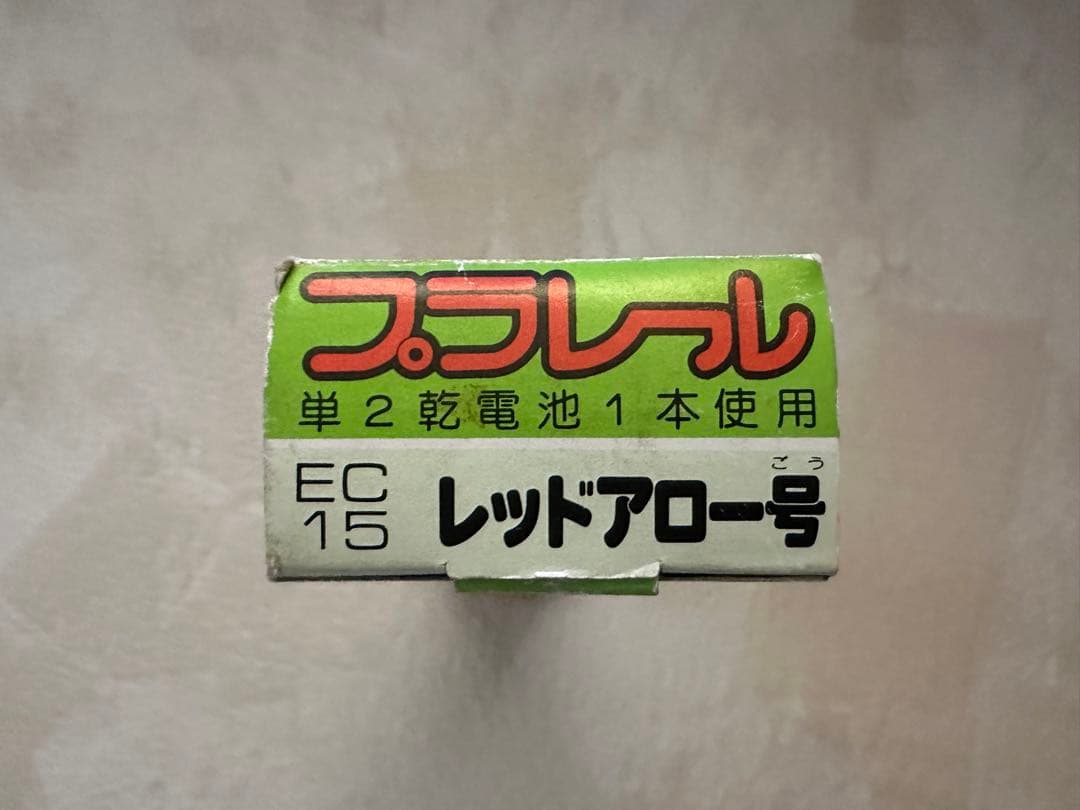 プラレール
単2乾電池1本使用
EC
15
ごう
レッドアロー号